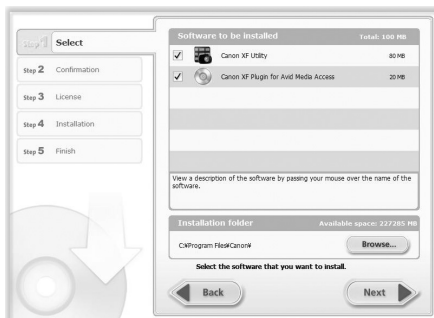 Step 1 Select
Step 2 Confirmation
Step 3 License
Step 4 Installation
Step 5 Finish
Software to be installed Total: 100 MB
Canon XF Utility 80 MB
Canon XF Plugin for Avid Media Access 20 MB
View a description of the software by passing your mouse over the name of the
software.
Installation folder Available space: 227285 MB
C:¥Program Files¥Canon¥ Browse...
Select the software that you want to install.
Back Next